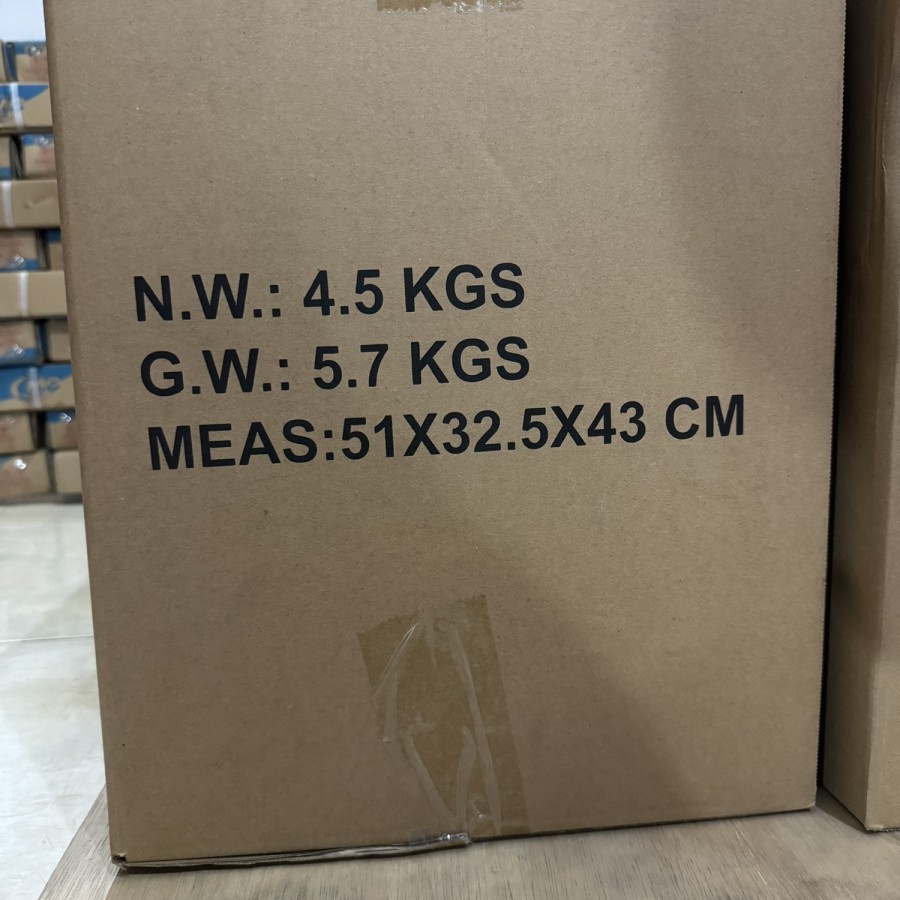 N.W.: 4.5 KGS
G.W.: 5.7 KGS
MEAS:51X32.5X43 CM